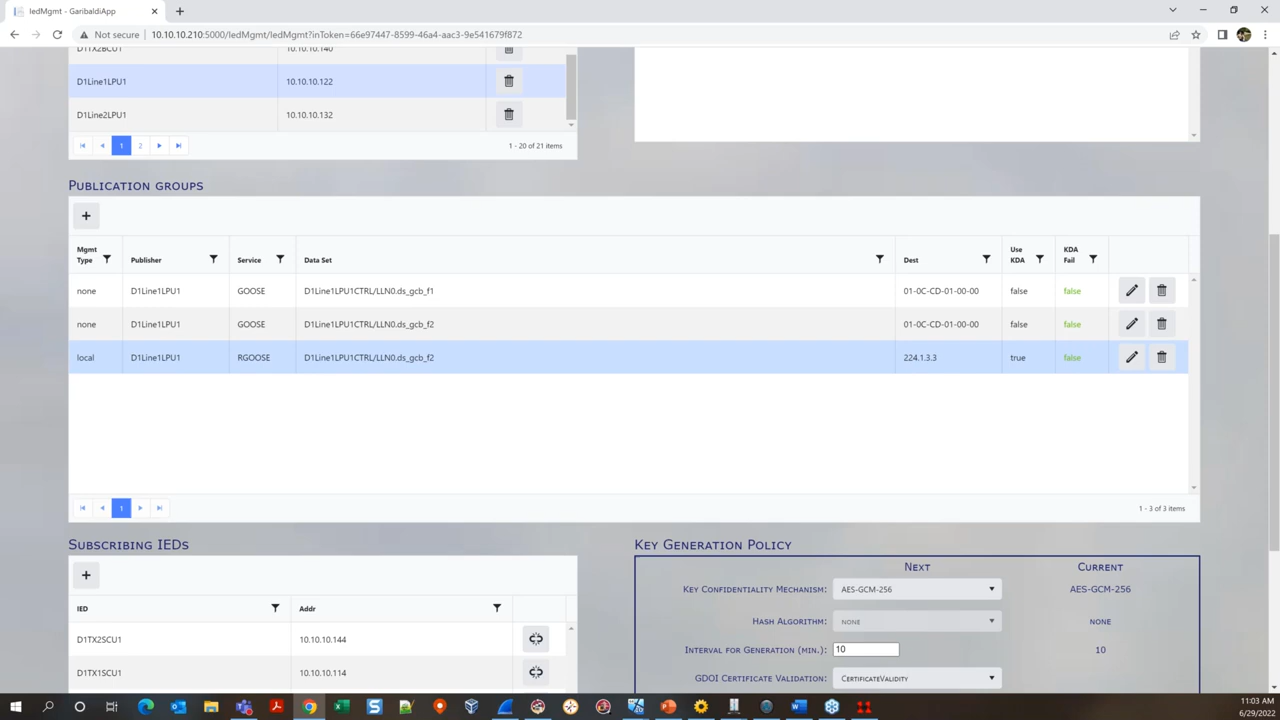 IedMgmt - GaribaldiApp
Not secure | 10.10.10.210:5000/IedMgmt/IedMgmt?inToken=66e97447-8599-46a4-aac3-9e541679f872
D1TX2BCU1 10.10.10.140
D1Line1LPU1 10.10.10.122
D1Line2LPU1 10.10.10.132
1 2 1 - 20 of 21 items
Publication groups
Mgmt Type Publisher Service Data Set Dest Use KDA KDA Fail
none D1Line1LPU1 GOOSE D1Line1LPU1CTRL/LLN0.ds_gcb_f1 01-0C-CD-01-00-00 false false
none D1Line1LPU1 GOOSE D1Line1LPU1CTRL/LLN0.ds_gcb_f2 01-0C-CD-01-00-00 false false
local D1Line1LPU1 RGOOSE D1Line1LPU1CTRL/LLN0.ds_gcb_f2 224.1.3.3 true false
1 1 - 3 of 3 items
Subscribing IEDs
IED Addr
D1TX2SCU1 10.10.10.144
D1TX1SCU1 10.10.10.114
Key Generation Policy
Next Current
Key Confidentiality Mechanism: AES-GCM-256 AES-GCM-256
Hash Algorithm: NONE NONE
Interval for Generation (min.): 10 10
GDOI Certificate Validation: CertificateValidity
11:03 AM
6/29/2022